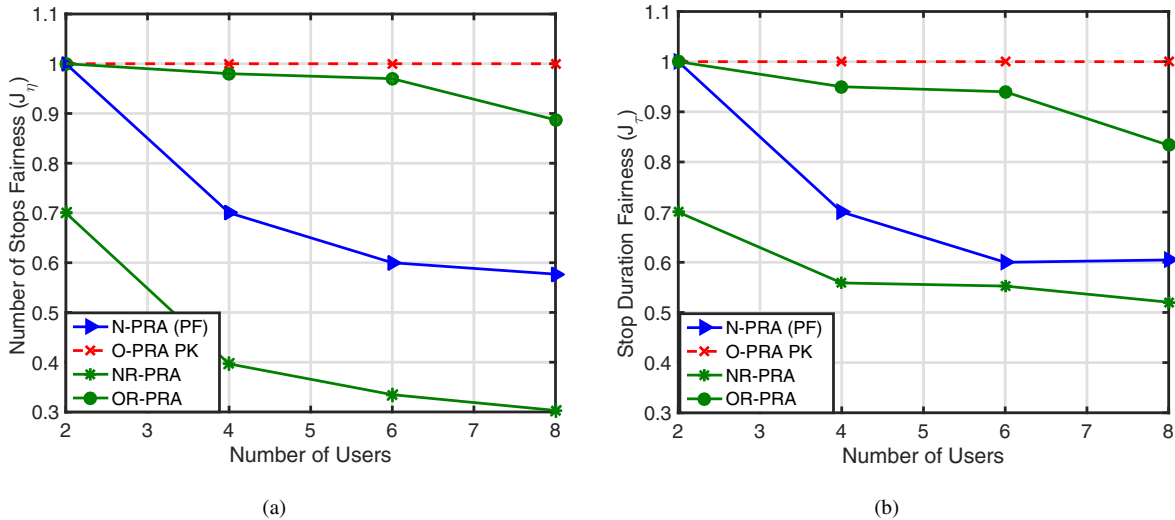 1.1
1
0.9
0.8
0.7
0.6
0.5
0.4
0.3
Number of Stops Fairness (J_η)
N-PRA (PF)
O-PRA PK
NR-PRA
OR-PRA
2 3 4 5 6 7 8
Number of Users
(a)
1.1
1
0.9
0.8
0.7
0.6
0.5
0.4
0.3
Stop Duration Fairness (J_τ)
N-PRA (PF)
O-PRA PK
NR-PRA
OR-PRA
2 3 4 5 6 7 8
Number of Users
(b)